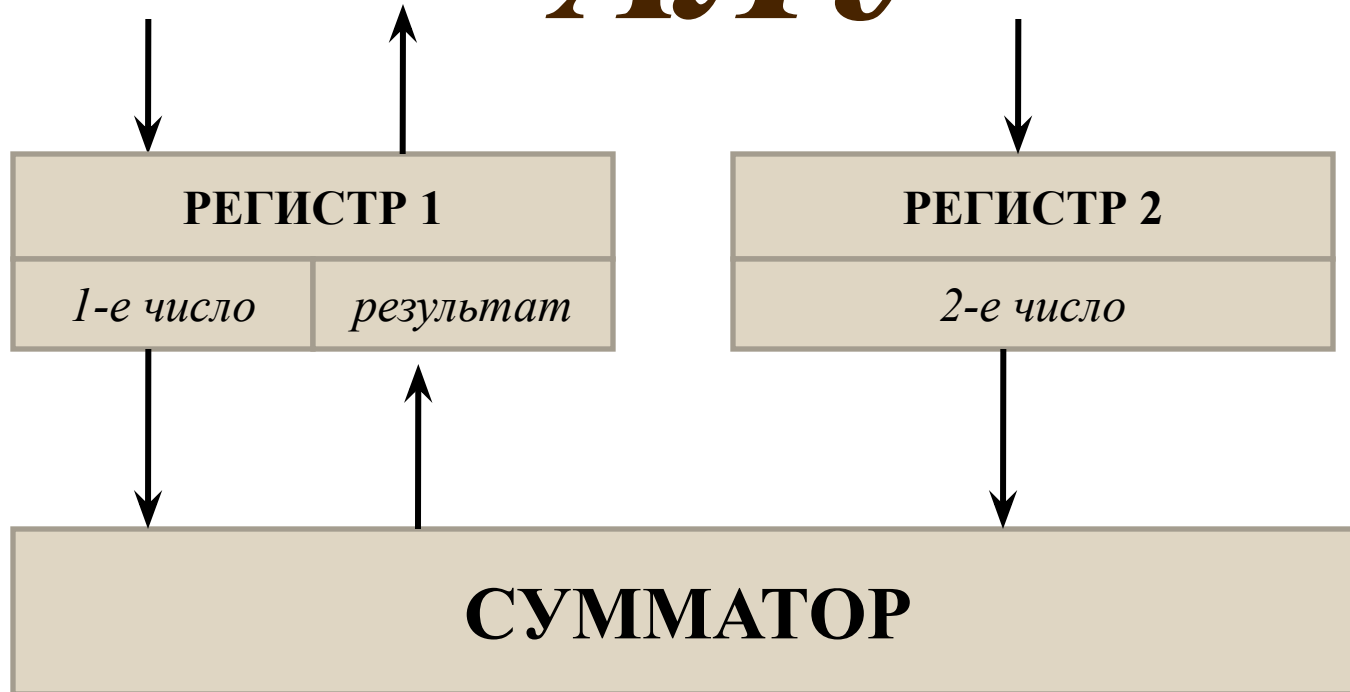 РЕГИСТР 1
РЕГИСТР 2
1-е число
результат
2-е число
СУММАТОР